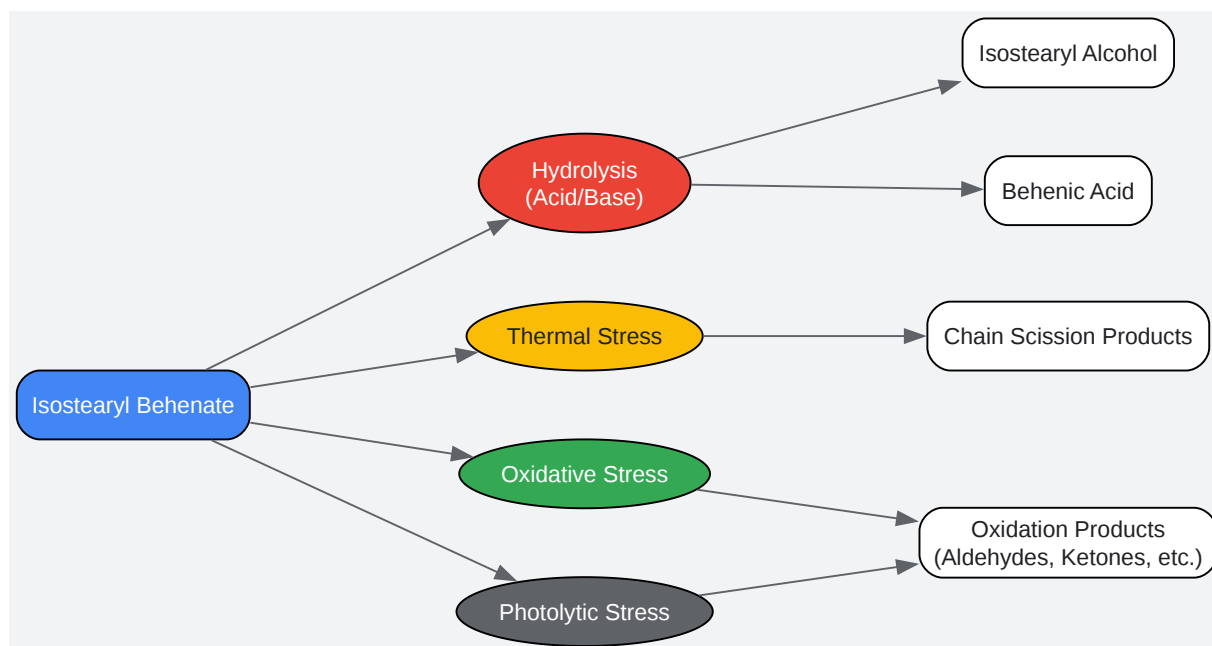 Isostearyl Alcohol
Hydrolysis
(Acid/Base)
Behenic Acid
Thermal Stress
Chain Scission Products
Isostearyl Behenate
Oxidative Stress
Oxidation Products
(Aldehydes, Ketones, etc.)
Photolytic Stress